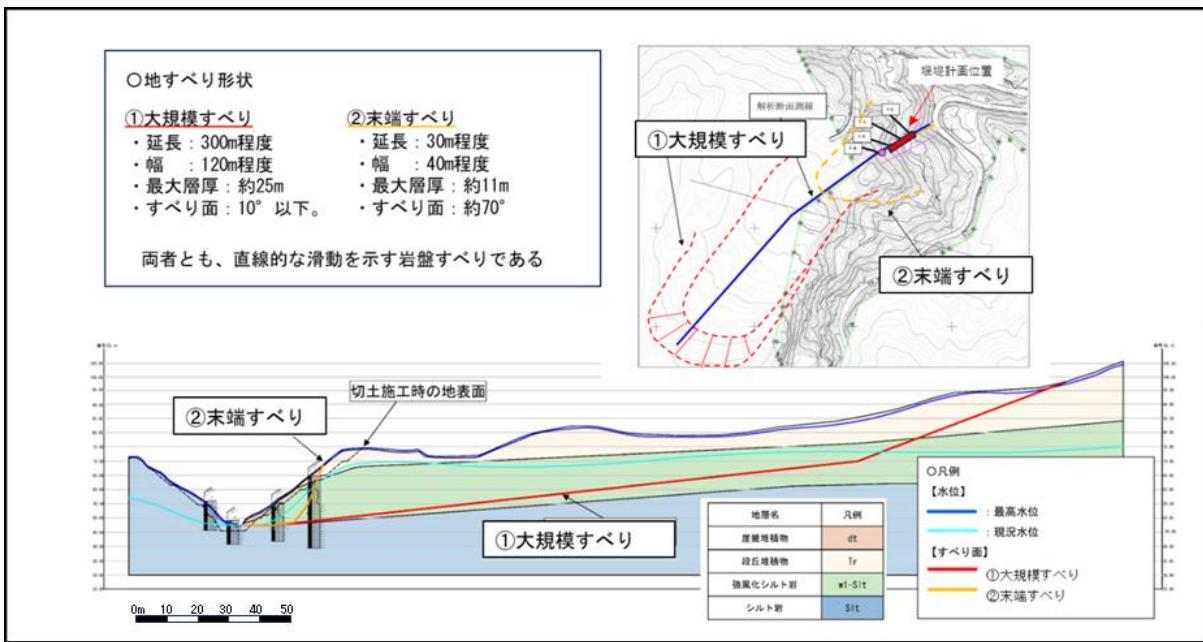 〇地すべり形状
①大規模すべり
・延長：300m程度
・幅　：120m程度
・最大層厚：約25m
・すべり面：10°以下。
②末端すべり
・延長：30m程度
・幅　：40m程度
・最大層厚：約11m
・すべり面：約70°
両者とも、直線的な滑動を示す岩盤すべりである
堰堤計画位置
解析断面測線
①大規模すべり
②末端すべり
切土施工時の地表面
②末端すべり
①大規模すべり
地層名　凡例
崖錐堆積物　dt
段丘堆積物　Tr
強風化シルト岩　w1-Slt
シルト岩　Slt
〇凡例
【水位】
：最高水位
：現況水位
【すべり面】
①大規模すべり
②末端すべり
0m 10 20 30 40 50